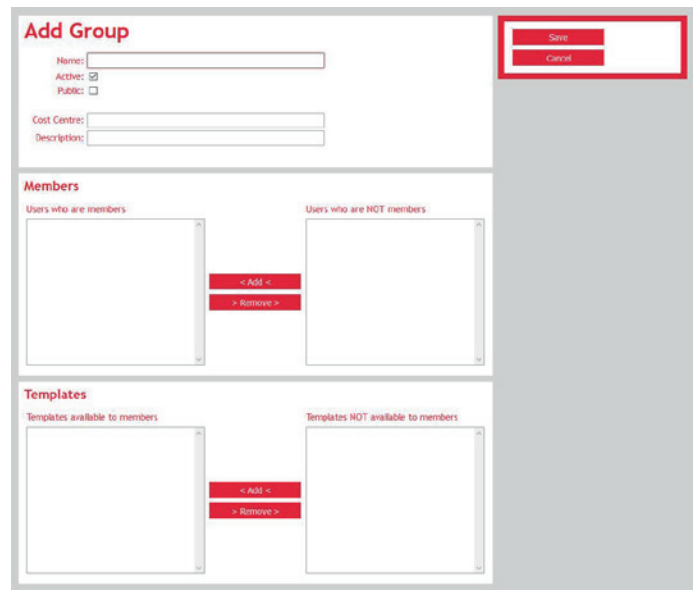 Add Group
Save
Cancel
Name:
Active:
Public:
Cost Centre:
Description:
Members
Users who are members
Users who are NOT members
< Add <
> Remove >
Templates
Templates available to members
Templates NOT available to members
< Add <
> Remove >